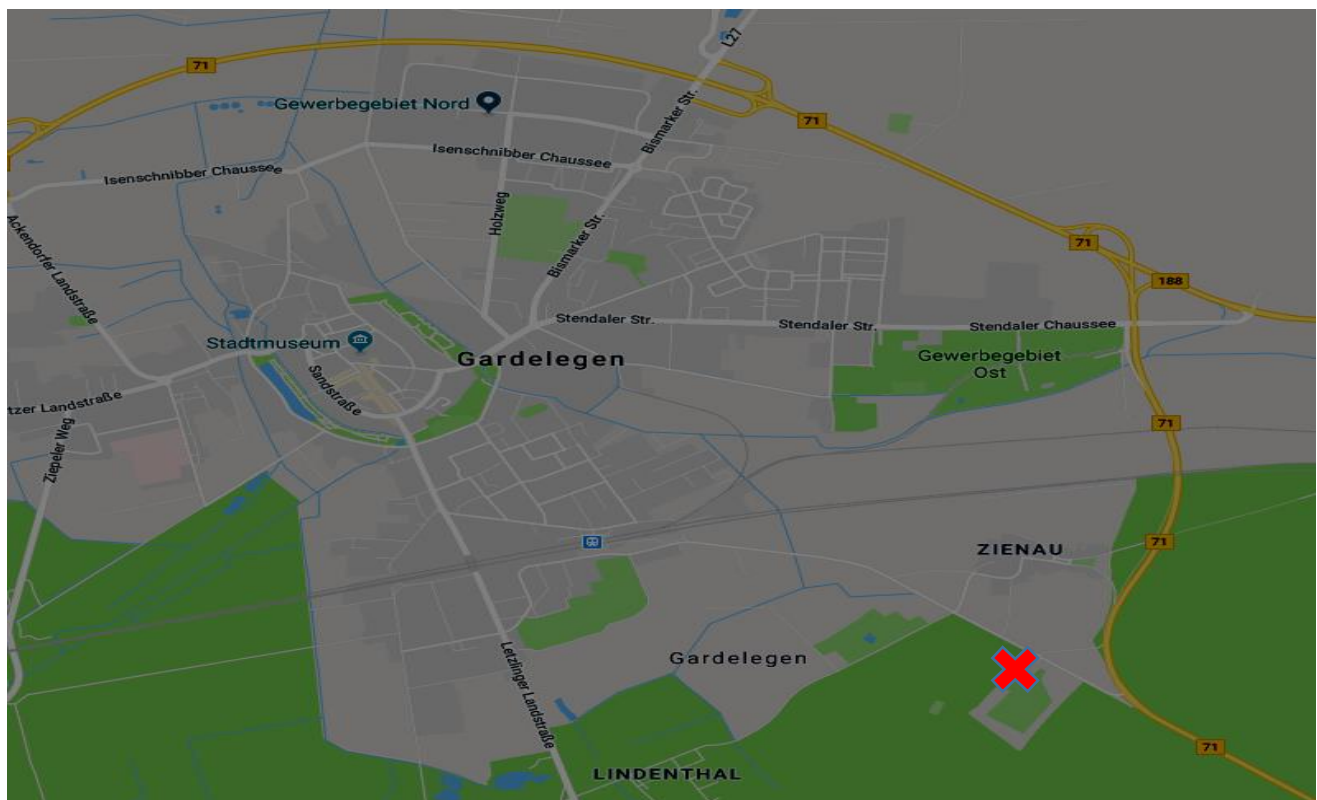 L27
71
Gewerbegebiet Nord
Bismarker Str.
71
Isenschnibber Chaussee
Isenschnibber Chaussee
Holzweg
Ackendorfer Landstraße
Bismarker Str.
71
188
Stendaler Str.
Stendaler Str.
Stendaler Chaussee
Stadtmuseum
Gardelegen
Gewerbegebiet
Ost
Sandstraße
tzer Landstraße
Ziepeler Weg
71
71
ZIENAU
Letzlinger Landstraße
Gardelegen
71
LINDENTHAL